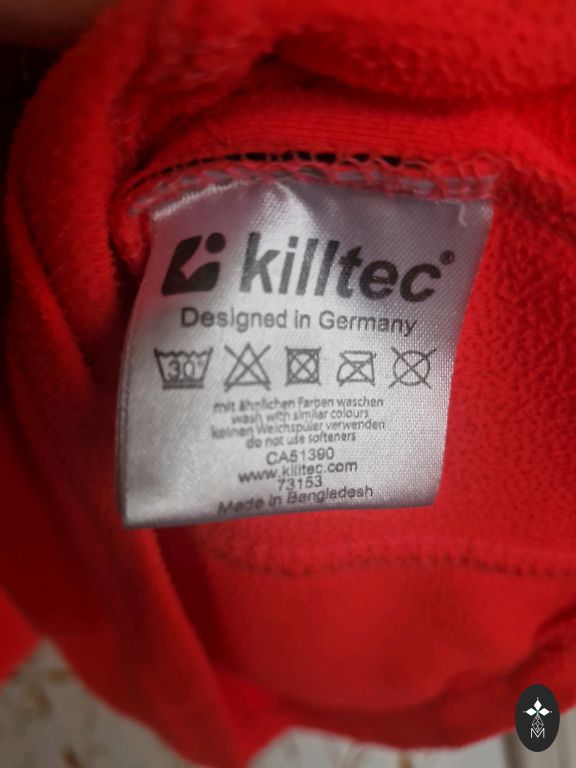 killtec®
Designed in Germany
30°
mit ähnlichen Farben waschen
wash with similar colours
keinen Weichspüler verwenden
do not use softeners
CA51390
www.killtec.com
73153
Made in Bangladesh